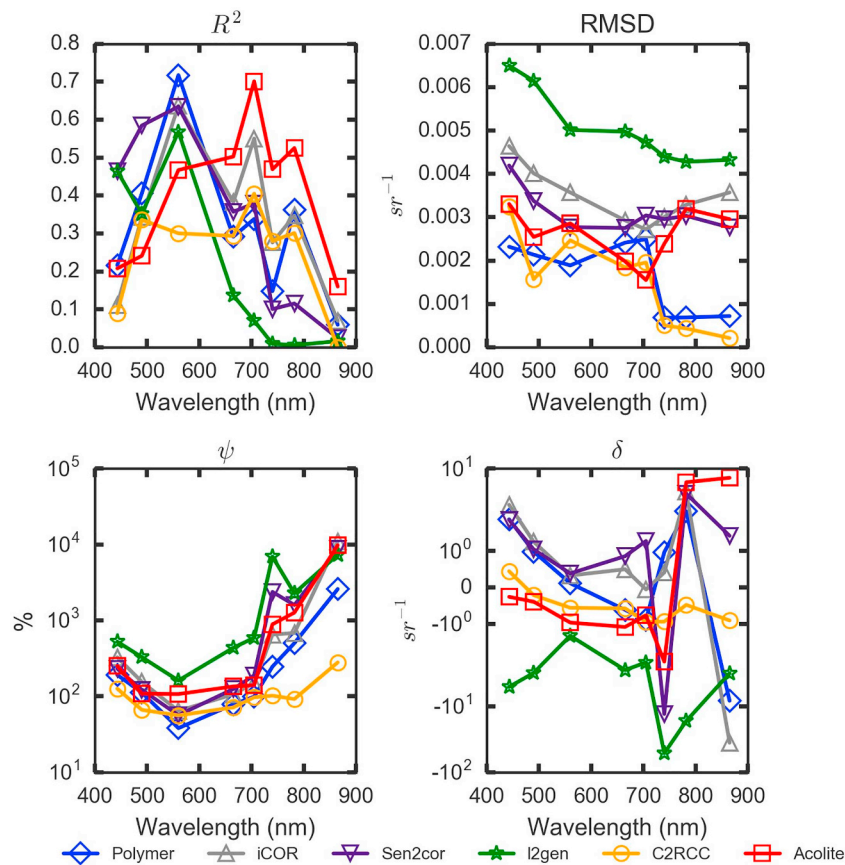 R²
0.8
0.7
0.6
0.5
0.4
0.3
0.2
0.1
0.0
400 500 600 700 800 900
Wavelength (nm)
RMSD
0.007
0.006
0.005
0.004
0.003
0.002
0.001
0.000
sr⁻¹
400 500 600 700 800 900
Wavelength (nm)
ψ
10⁵
10⁴
10³
10²
10¹
%
400 500 600 700 800 900
Wavelength (nm)
δ
10¹
10⁰
0
-10⁰
-10¹
-10²
sr⁻¹
400 500 600 700 800 900
Wavelength (nm)
Polymer iCOR Sen2cor l2gen C2RCC Acolite